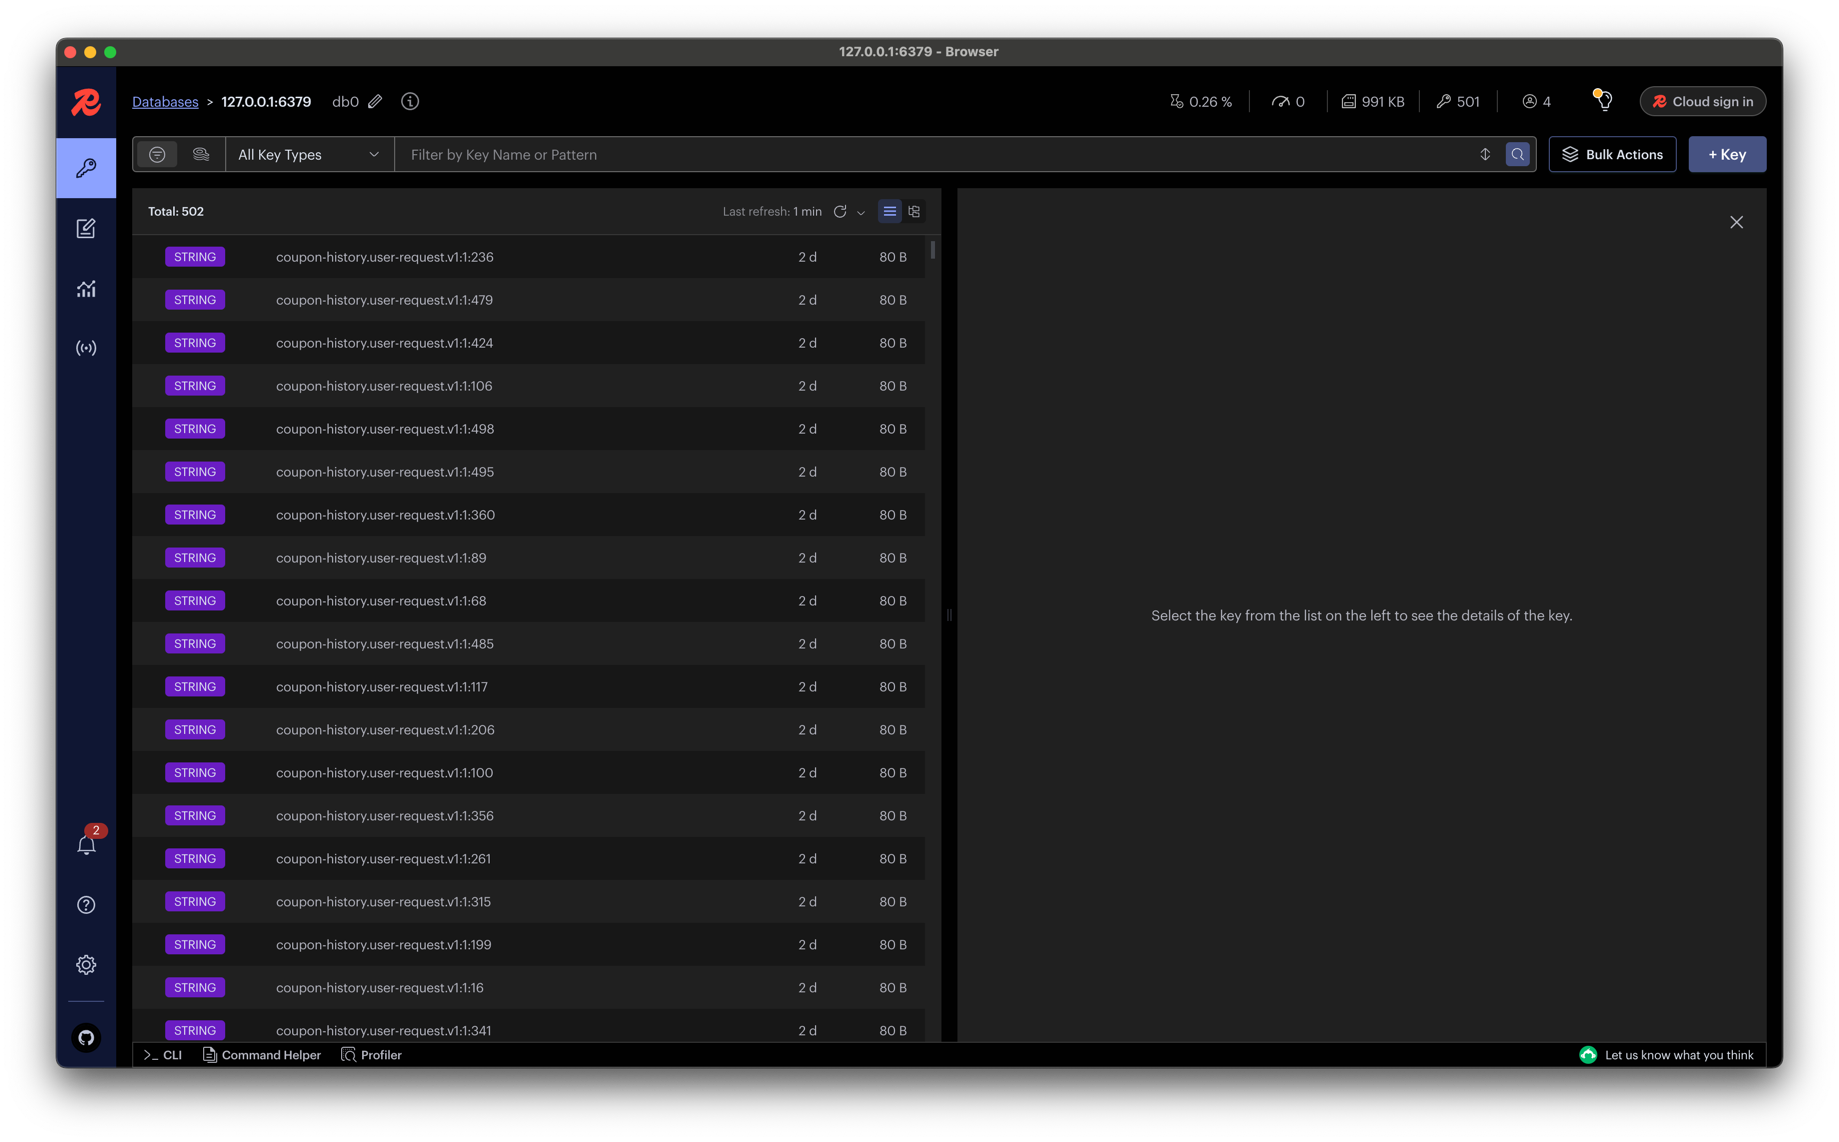 127.0.0.1:6379 - Browser
Databases > 127.0.0.1:6379 db0 0.26 % 0 991 KB 501 4 Cloud sign in
All Key Types Filter by Key Name or Pattern Bulk Actions + Key
Total: 502 Last refresh: 1 min
STRING coupon-history.user-request.v1:1:236 2 d 80 B
STRING coupon-history.user-request.v1:1:479 2 d 80 B
STRING coupon-history.user-request.v1:1:424 2 d 80 B
STRING coupon-history.user-request.v1:1:106 2 d 80 B
STRING coupon-history.user-request.v1:1:498 2 d 80 B
STRING coupon-history.user-request.v1:1:495 2 d 80 B
STRING coupon-history.user-request.v1:1:360 2 d 80 B
STRING coupon-history.user-request.v1:1:89 2 d 80 B
STRING coupon-history.user-request.v1:1:68 2 d 80 B
STRING coupon-history.user-request.v1:1:485 2 d 80 B
STRING coupon-history.user-request.v1:1:117 2 d 80 B
STRING coupon-history.user-request.v1:1:206 2 d 80 B
STRING coupon-history.user-request.v1:1:100 2 d 80 B
STRING coupon-history.user-request.v1:1:356 2 d 80 B
STRING coupon-history.user-request.v1:1:261 2 d 80 B
STRING coupon-history.user-request.v1:1:315 2 d 80 B
STRING coupon-history.user-request.v1:1:199 2 d 80 B
STRING coupon-history.user-request.v1:1:16 2 d 80 B
STRING coupon-history.user-request.v1:1:341 2 d 80 B
Select the key from the list on the left to see the details of the key.
2
>_ CLI Command Helper Profiler Let us know what you think